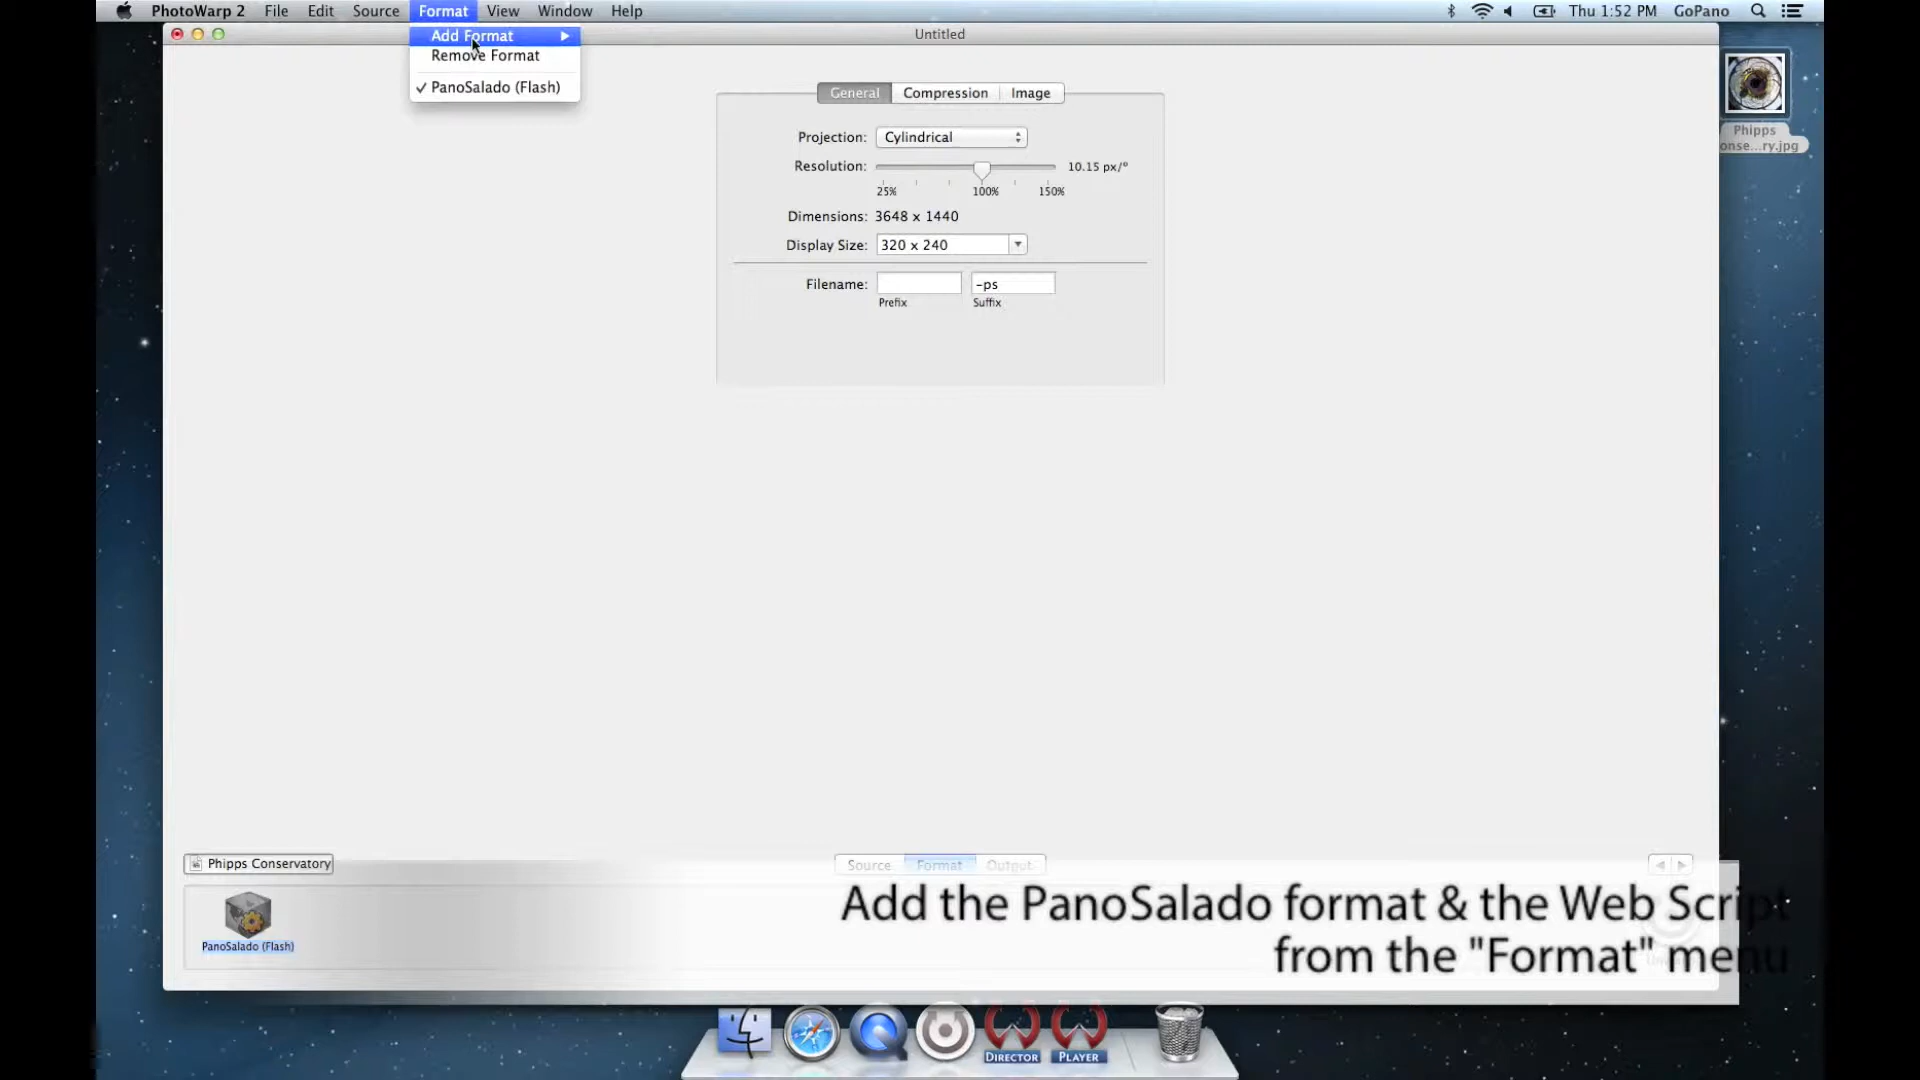 PhotoWarp 2 File Edit Source Format View Window Help Thu 1:52 PM GoPano
Untitled
Add Format
Remove Format
✓ PanoSalado (Flash)
General Compression Image
Projection: Cylindrical
Resolution: 10.15 px/°
25% 100% 150%
Dimensions: 3648 x 1440
Display Size: 320 x 240
Filename: -ps
Prefix Suffix
Phipps
onse...ry.jpg
Phipps Conservatory
Source Format Output
PanoSalado (Flash)
Add the PanoSalado format & the Web Script
from the "Format" menu
DIRECTOR PLAYER